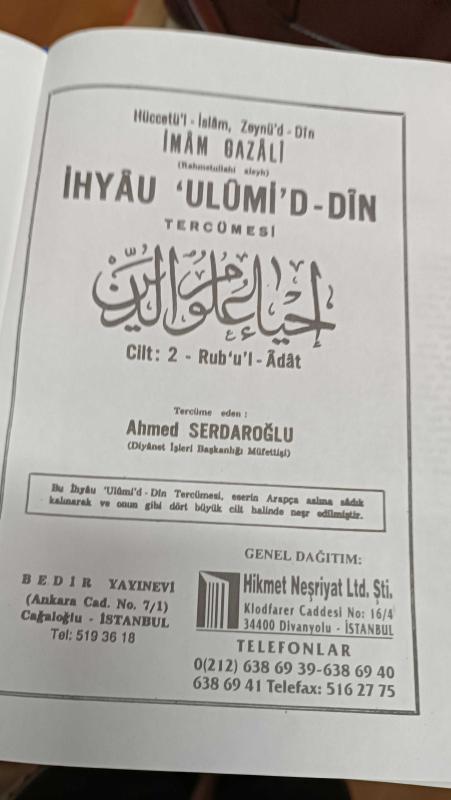 Hüccetü'l - İslâm, Zeynü'd - Dîn
İMÂM GAZÂLİ
(Rahmetullahi aleyh)
İHYÂU 'ULÛMİ'D-DÎN
TERCÜMESİ
إحياء علوم الدين
Cilt: 2 - Rub'u'l - Âdât
Tercüme eden :
Ahmed SERDAROĞLU
(Diyânet İşleri Başkanlığı Müfettişi)
Bu İhyâu 'Ulûmi'd - Dîn Tercümesi, eserin Arapça aslına sâdık
kalınarak ve onun gibi dört büyük cilt halinde neşr edilmiştir.
BEDİR YAYINEVİ
(Ankara Cad. No. 7/1)
Cağaloğlu - İSTANBUL
Tel: 519 36 18
GENEL DAĞITIM:
Hikmet Neşriyat Ltd. Şti.
Klodfarer Caddesi No: 16/4
34400 Divanyolu - İSTANBUL
TELEFONLAR
0(212) 638 69 39-638 69 40
638 69 41 Telefax: 516 27 75